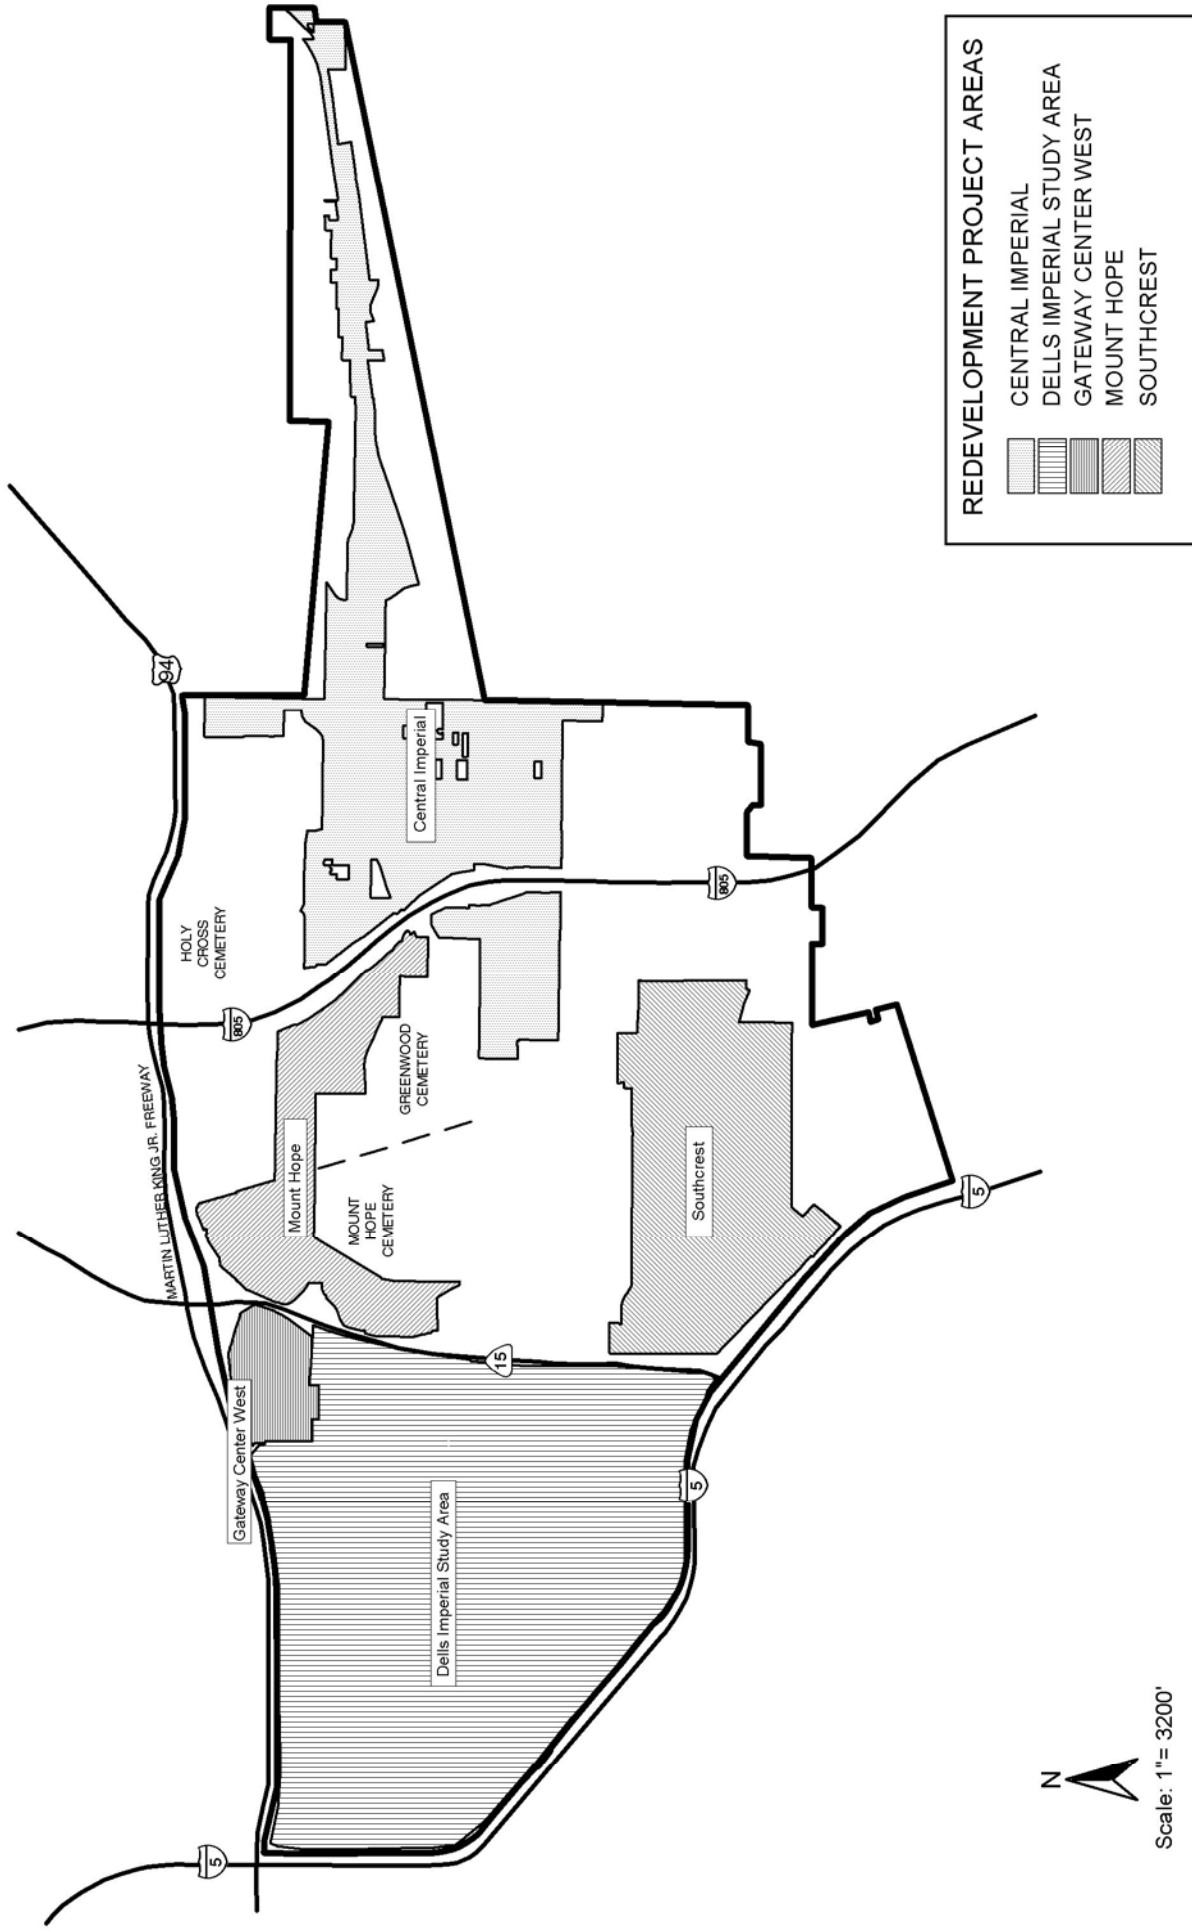 94
MARTIN LUTHER KING JR. FREEWAY
HOLY
CROSS
CEMETERY
5
805
Gateway Center West
Mount Hope
MOUNT
HOPE
CEMETERY
GREENWOOD
CEMETERY
Central Imperial
15
Dells Imperial Study Area
Southcrest
805
5
5
REDEVELOPMENT PROJECT AREAS
CENTRAL IMPERIAL
DELLS IMPERIAL STUDY AREA
GATEWAY CENTER WEST
MOUNT HOPE
SOUTHCREST
N
Scale: 1"= 3200'